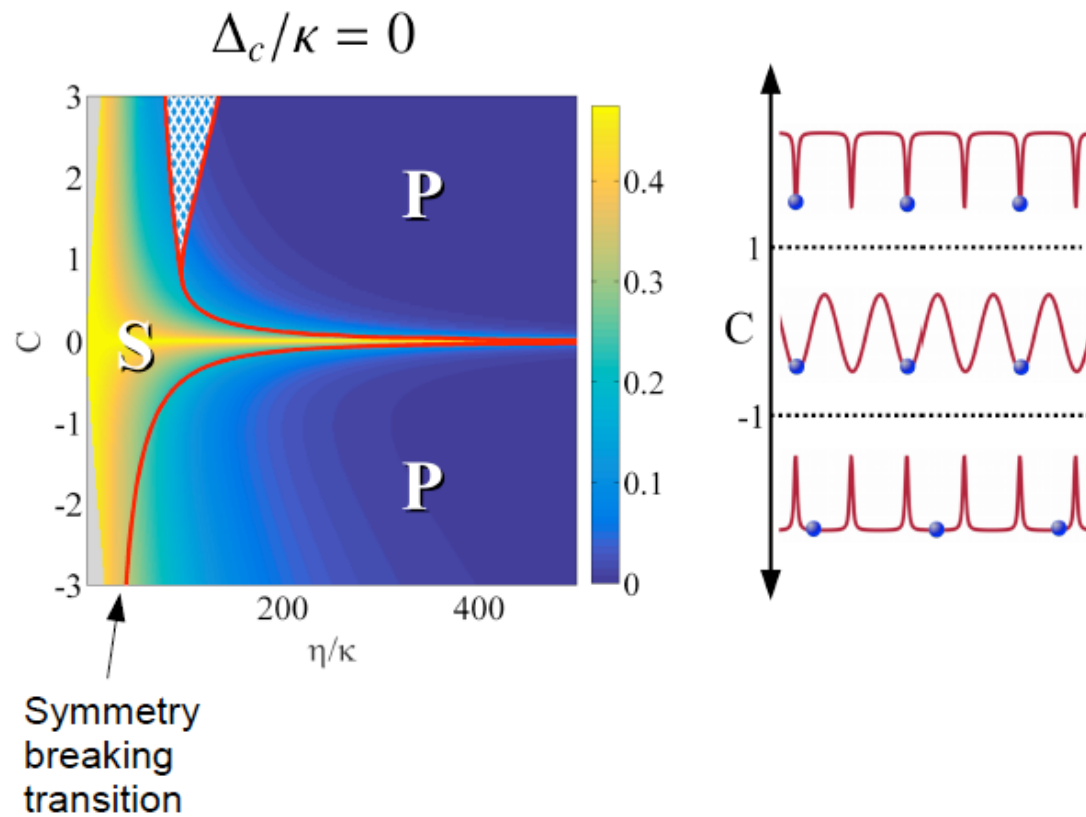 Δ_c/κ = 0
3
2
1
0
-1
-2
-3
C
S
P
P
200
400
η/κ
0.4
0.3
0.2
0.1
0
1
C
-1
Symmetry
breaking
transition